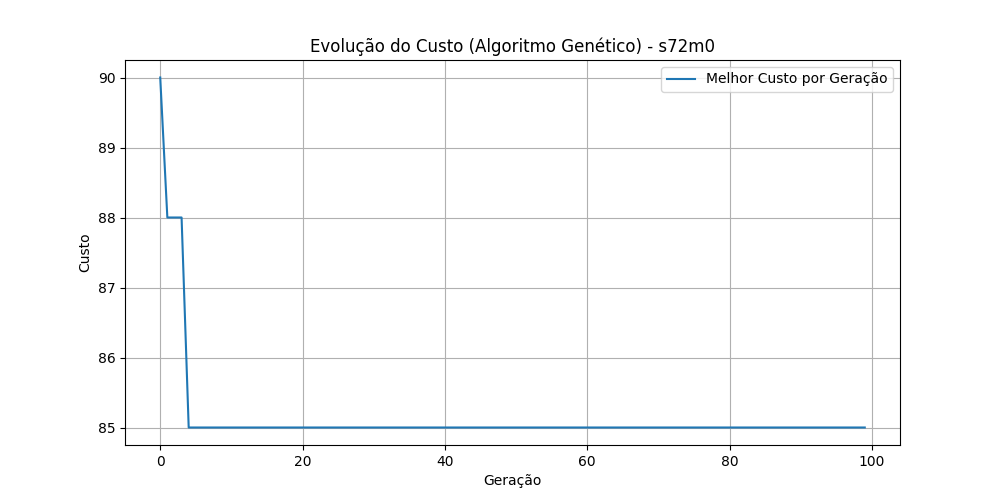 Evolução do Custo (Algoritmo Genético) - s72m0
Melhor Custo por Geração
90
89
88
87
86
85
Custo
0 20 40 60 80 100
Geração